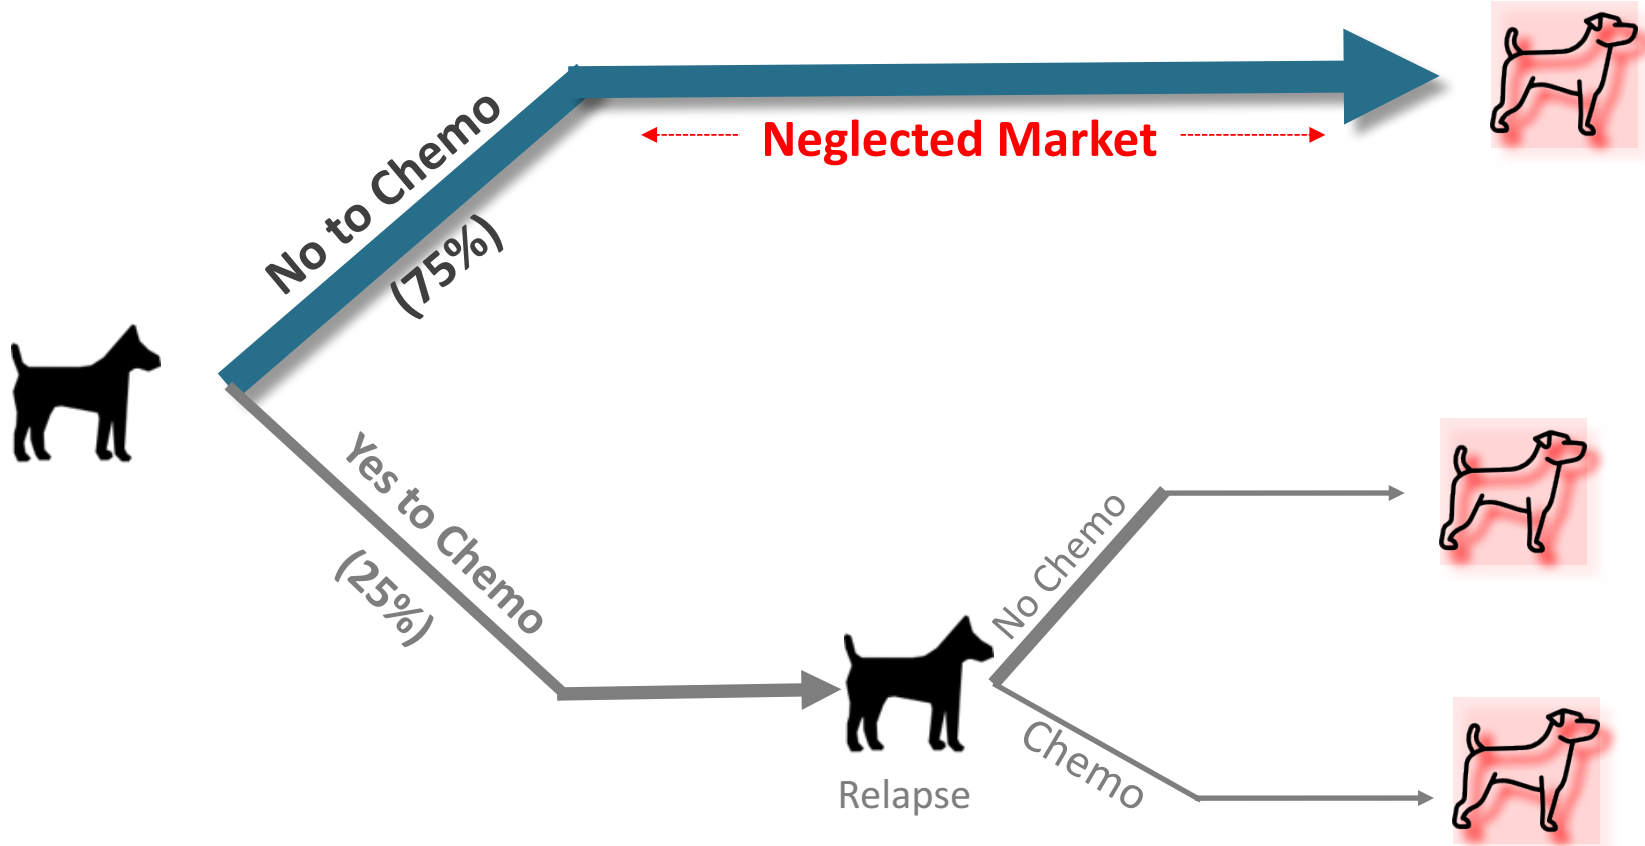 No to Chemo
(75%)
Neglected Market
Yes to Chemo
(25%)
Relapse
No Chemo
Chemo